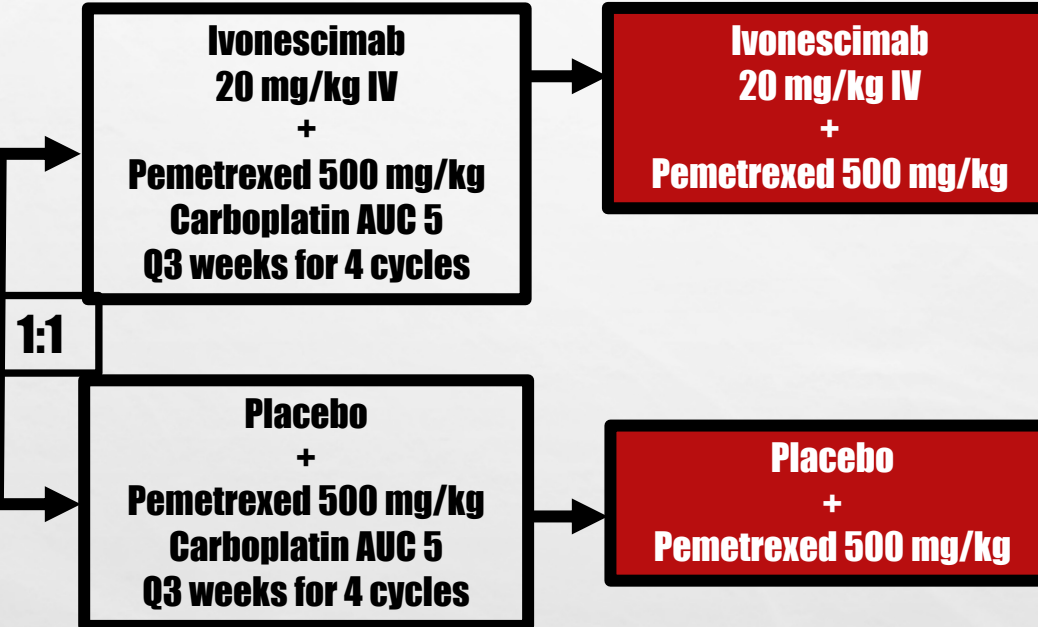 Ivonescimab
20 mg/kg IV
+
Pemetrexed 500 mg/kg
Carboplatin AUC 5
Q3 weeks for 4 cycles
Ivonescimab
20 mg/kg IV
+
Pemetrexed 500 mg/kg
1:1
Placebo
+
Pemetrexed 500 mg/kg
Carboplatin AUC 5
Q3 weeks for 4 cycles
Placebo
+
Pemetrexed 500 mg/kg